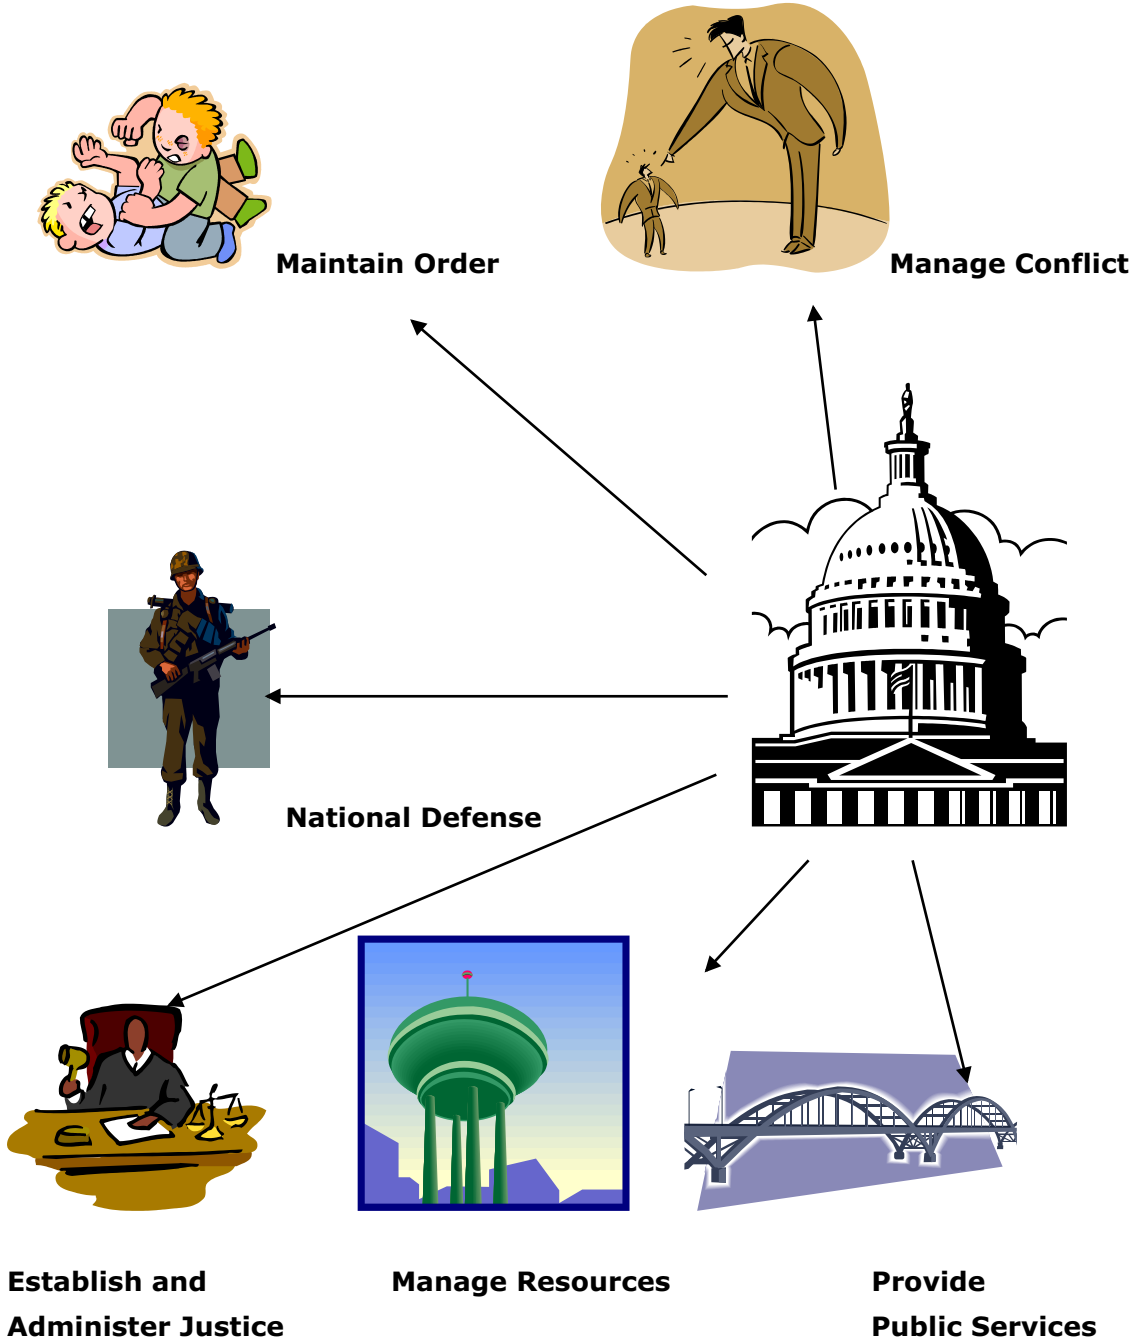 Maintain Order
Manage Conflict
National Defense
Establish and
Administer Justice
Manage Resources
Provide
Public Services